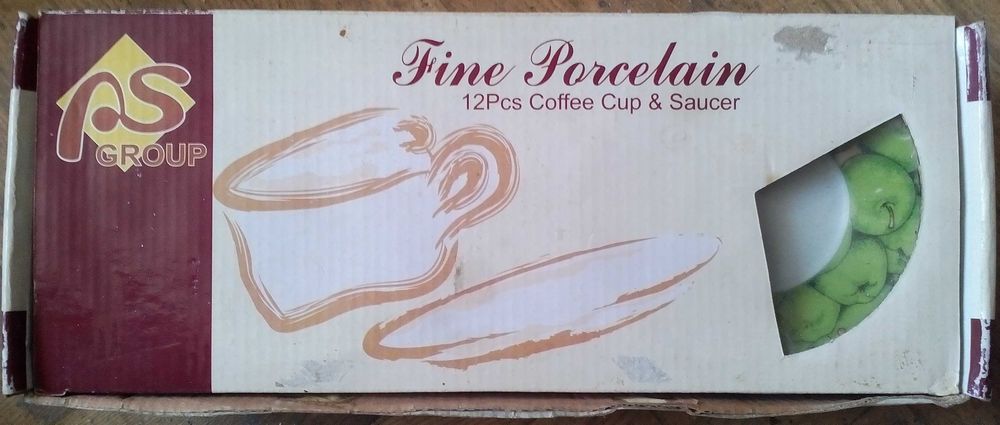 AS
GROUP
Fine Porcelain
12Pcs Coffee Cup & Saucer